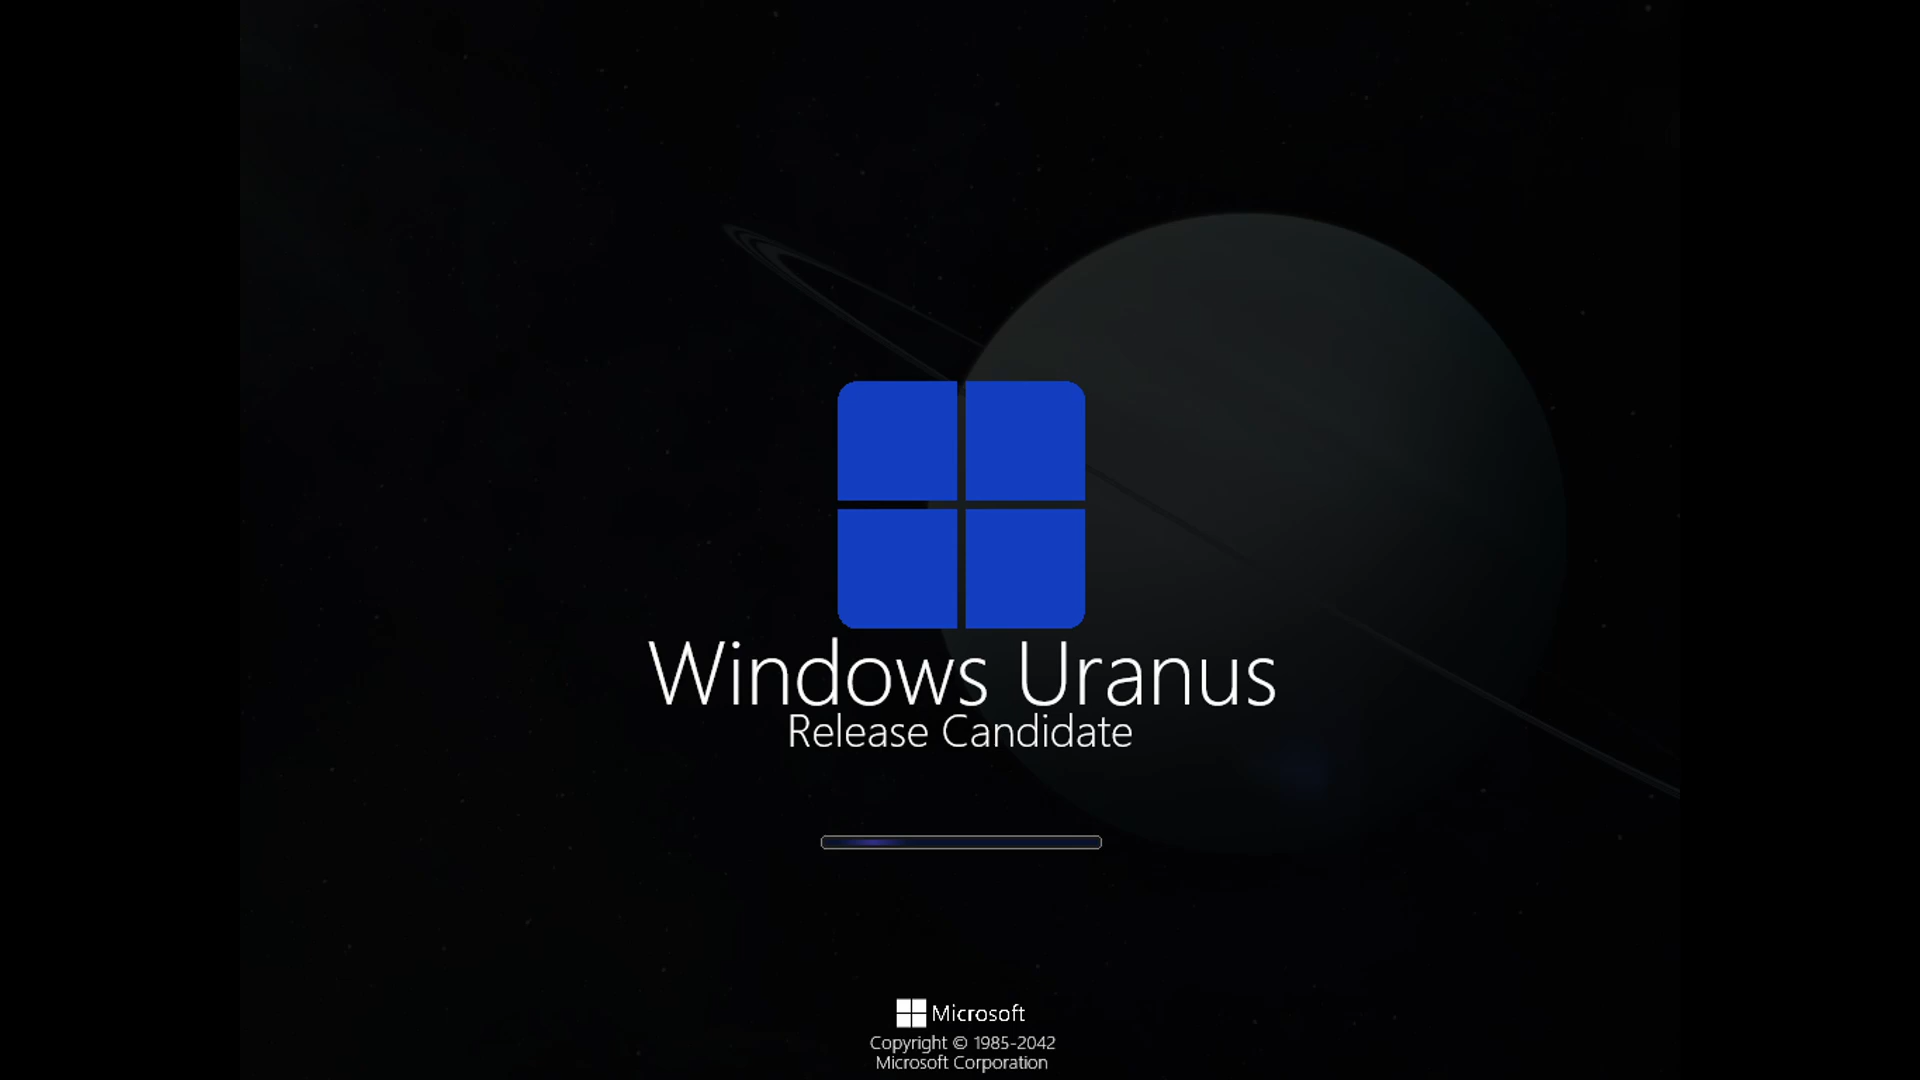 Windows Uranus
Release Candidate
Microsoft
Copyright © 1985-2042
Microsoft Corporation